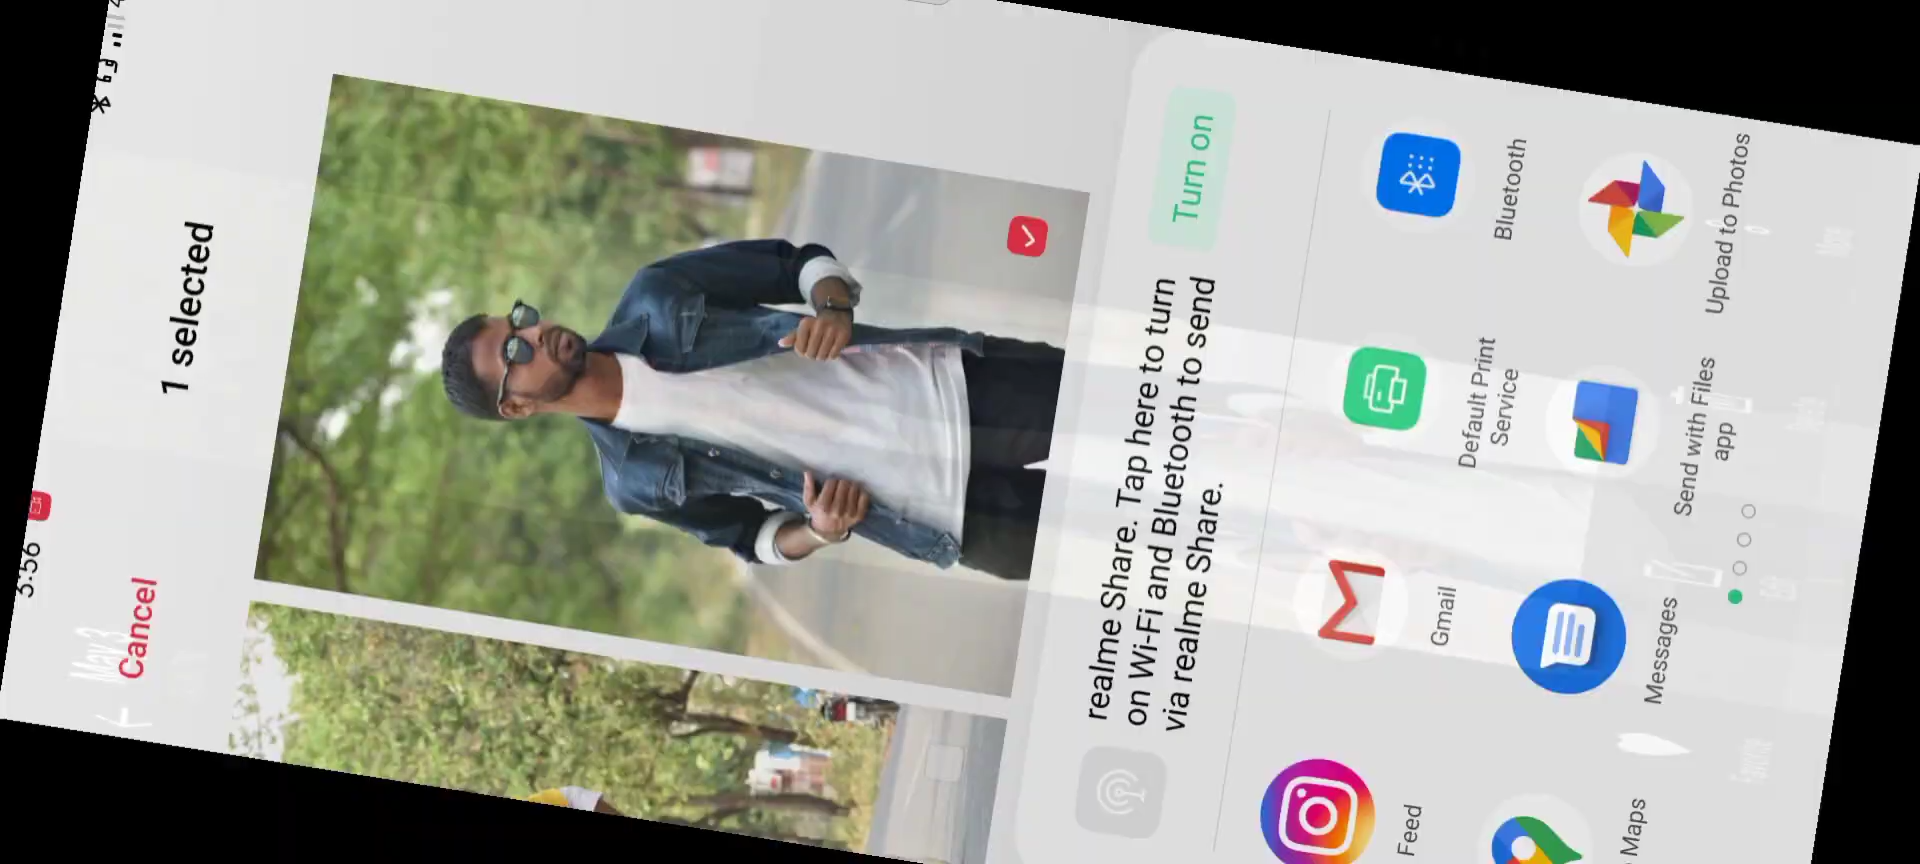 3:56
Cancel
1 selected
May 3
realme Share. Tap here to turn
on Wi-Fi and Bluetooth to send
via realme Share.
Turn on
Feed
Gmail
Default Print
Service
Bluetooth
Maps
Messages
Send with Files
app
Upload to Photos